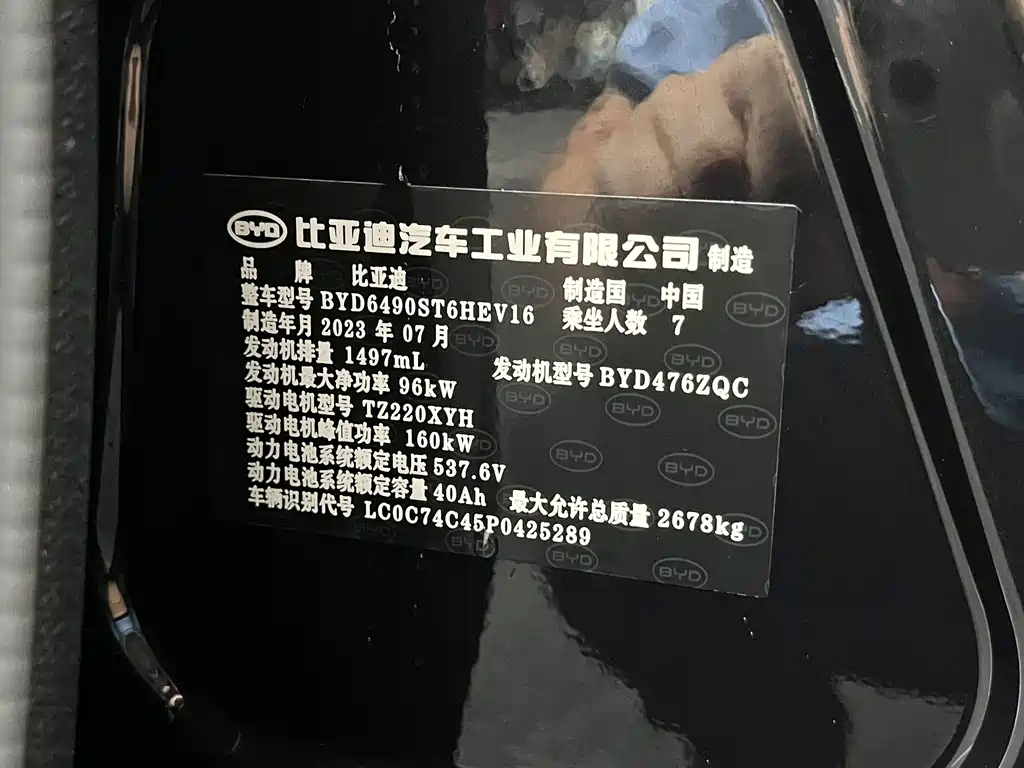 BYD 比亚迪汽车工业有限公司 制造
品 牌 比亚迪 制造国 中国
整车型号 BYD6490ST6HEV16 乘坐人数 7
制造年月 2023 年 07 月
发动机排量 1497mL 发动机型号 BYD476ZQC
发动机最大净功率 96kW
驱动电机型号 TZ220XYH
驱动电机峰值功率 160kW
动力电池系统额定电压 537.6V
动力电池系统额定容量 40Ah 最大允许总质量 2678kg
车辆识别代号 LC0C74C45P0425289